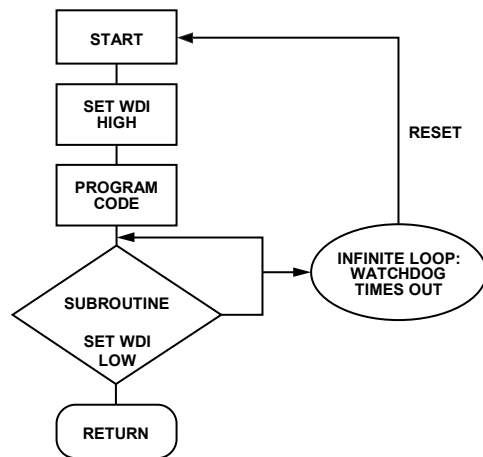 START
SET WDI
HIGH
RESET
PROGRAM
CODE
INFINITE LOOP:
WATCHDOG
TIMES OUT
SUBROUTINE
SET WDI
LOW
RETURN